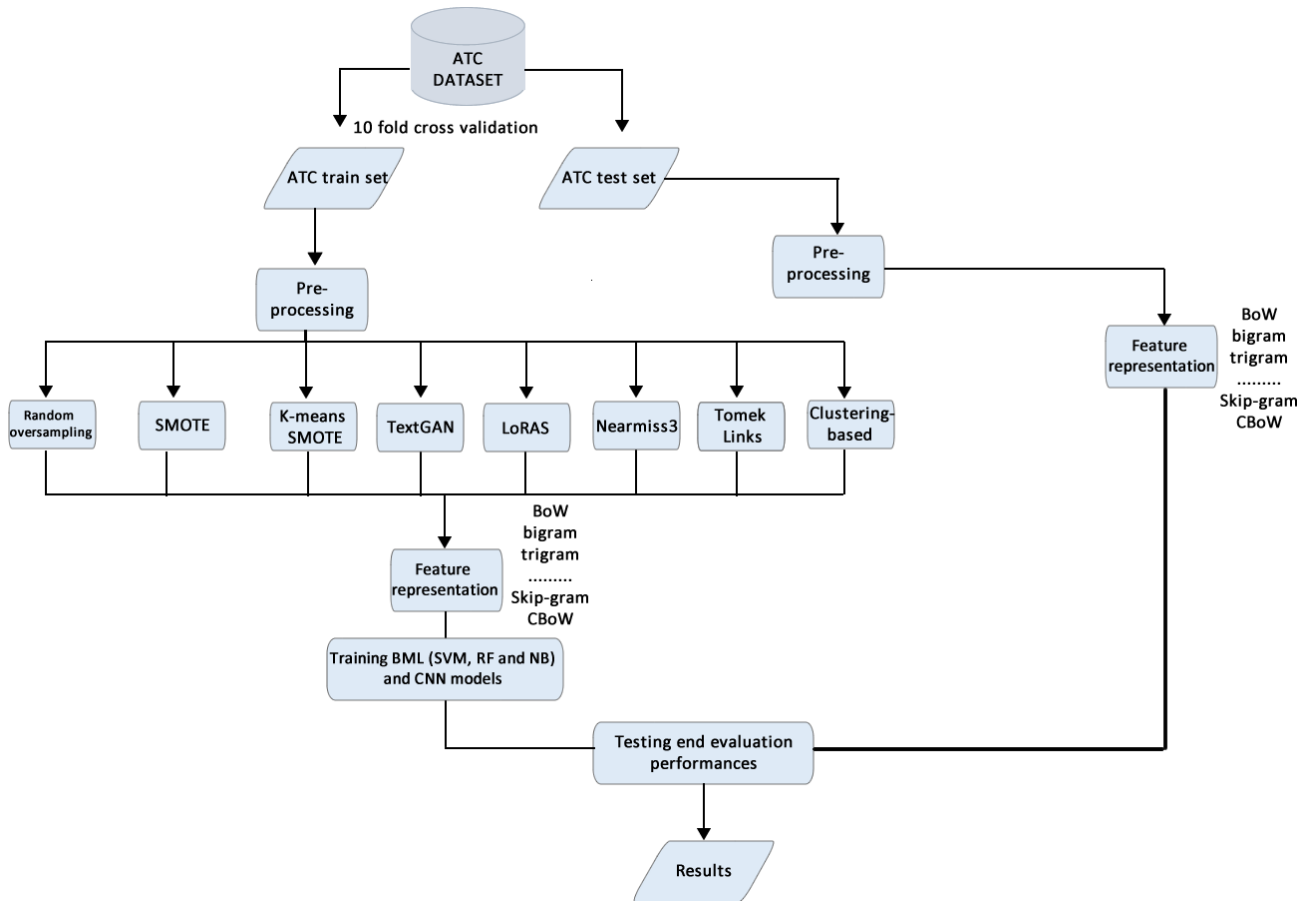 ATC
DATASET
10 fold cross validation
ATC train set
ATC test set
Pre-
processing
Pre-
processing
BoW
bigram
trigram
.........
Skip-gram
CBoW
Feature
representation
Random
oversampling
SMOTE
K-means
SMOTE
TextGAN
LoRAS
Nearmiss3
Tomek
Links
Clustering-
based
BoW
bigram
trigram
.........
Skip-gram
CBoW
Feature
representation
Training BML (SVM, RF and NB)
and CNN models
Testing end evaluation
performances
Results